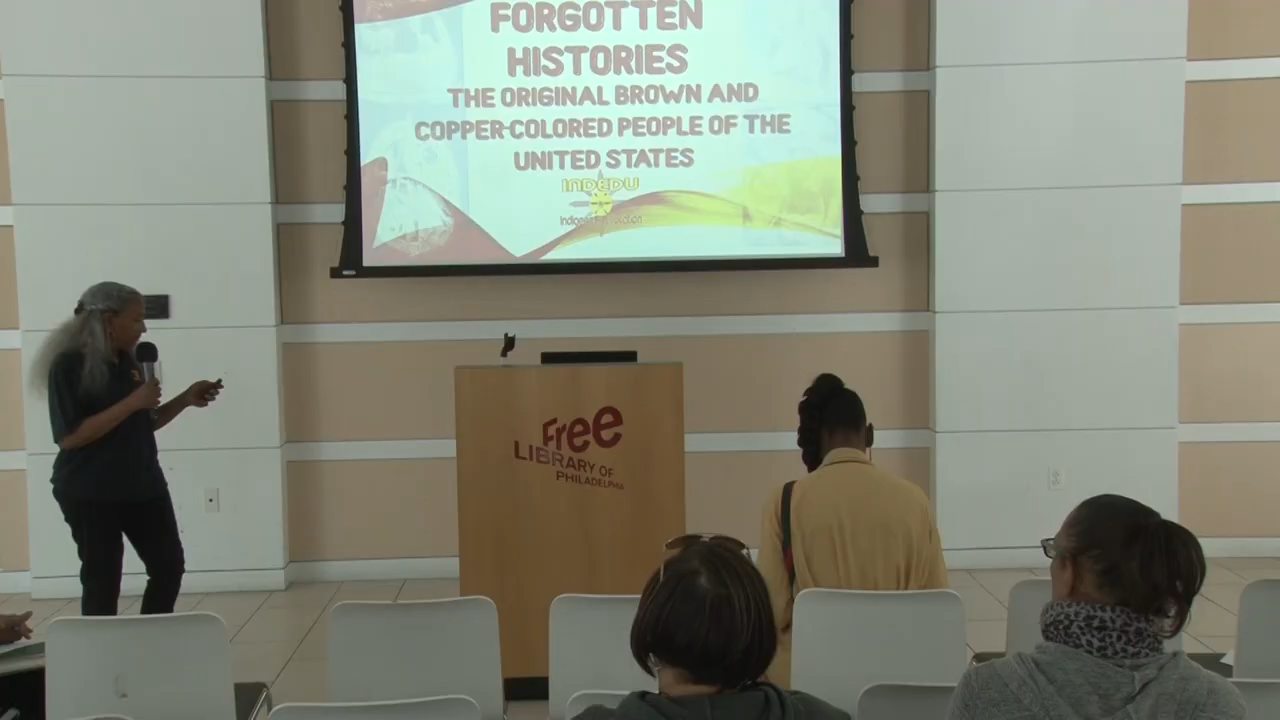 FORGOTTEN
HISTORIES
THE ORIGINAL BROWN AND
COPPER-COLORED PEOPLE OF THE
UNITED STATES
INDEDU
Free
LIBRARY OF
PHILADELPHIA